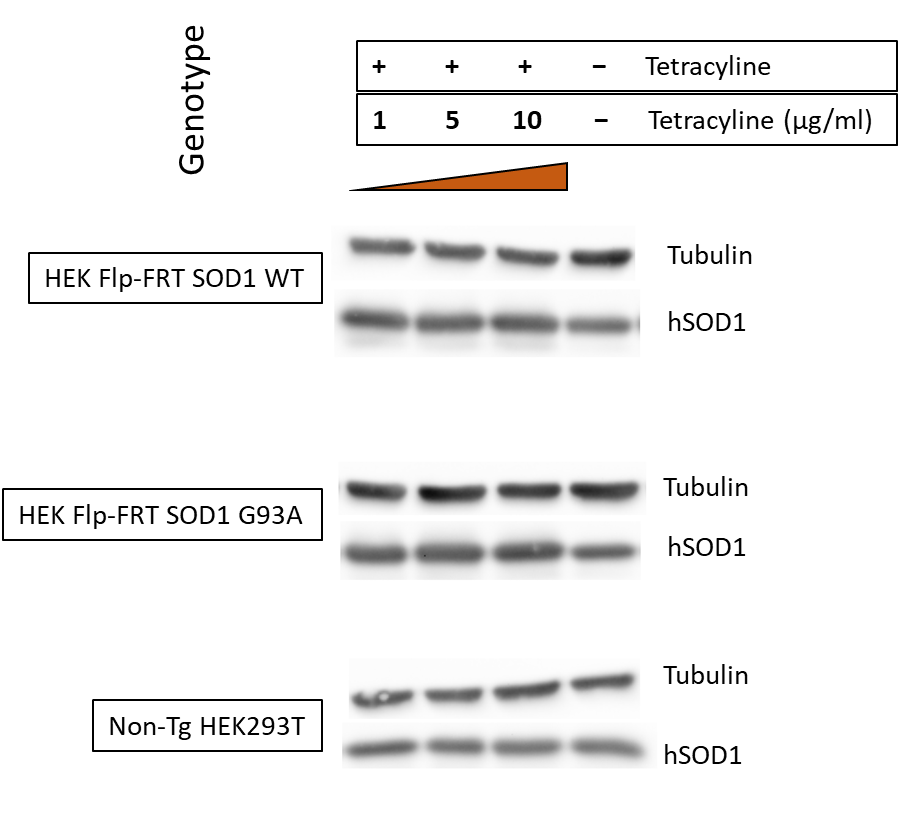 Genotype
+ + + − Tetracyline
1 5 10 − Tetracyline (µg/ml)
HEK Flp-FRT SOD1 WT
Tubulin
hSOD1
HEK Flp-FRT SOD1 G93A
Tubulin
hSOD1
Non-Tg HEK293T
Tubulin
hSOD1